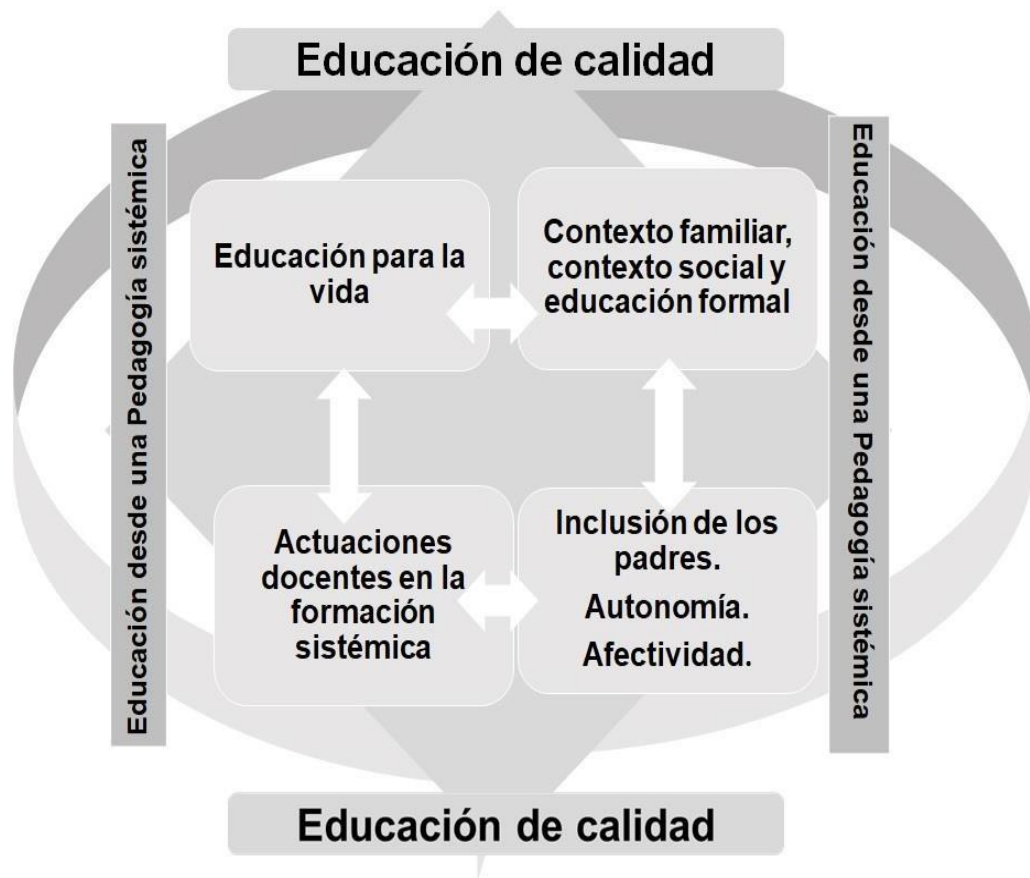 Educación de calidad
Educación desde una Pedagogía sistémica
Educación para la
vida
Contexto familiar,
contexto social y
educación formal
Educación desde una Pedagogía sistémica
Actuaciones
docentes en la
formación
sistémica
Inclusión de los
padres.
Autonomía.
Afectividad.
Educación de calidad